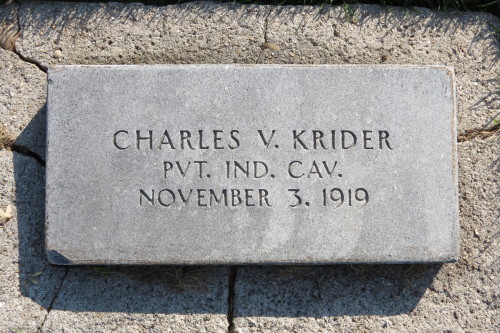 CHARLES V. KRIDER
PVT. IND. CAV.
NOVEMBER 3. 1919